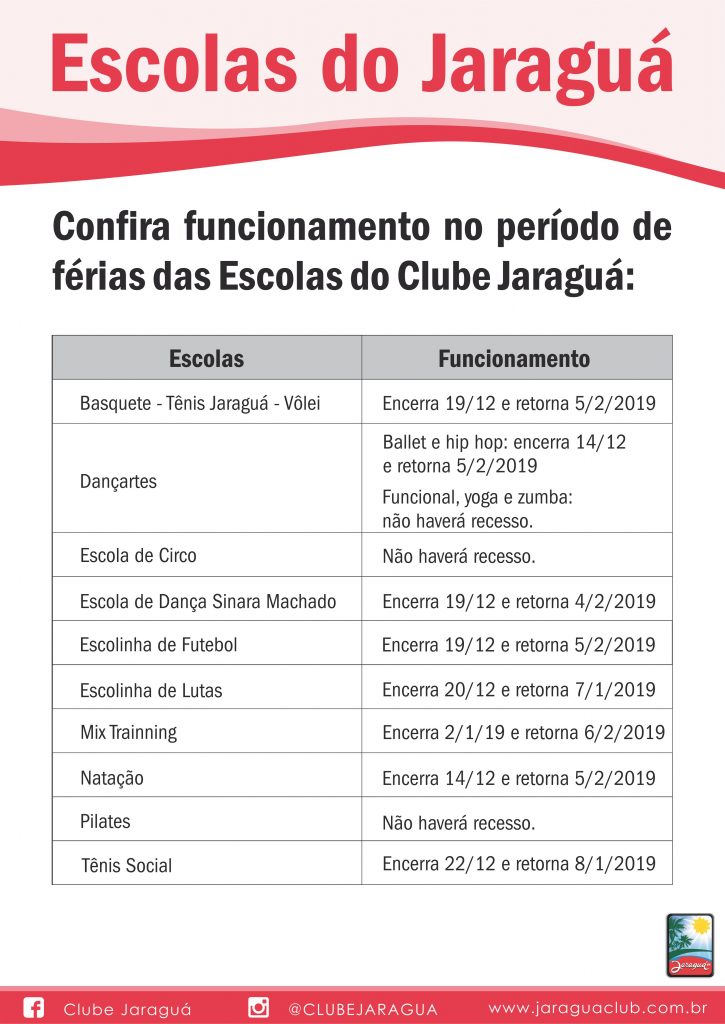 Escolas do Jaraguá
Confira funcionamento no período de
férias das Escolas do Clube Jaraguá:
Escolas
Funcionamento
Basquete - Tênis Jaraguá - Vôlei
Encerra 19/12 e retorna 5/2/2019
Dançartes
Ballet e hip hop: encerra 14/12
e retorna 5/2/2019
Funcional, yoga e zumba:
não haverá recesso.
Escola de Circo
Não haverá recesso.
Escola de Dança Sinara Machado
Encerra 19/12 e retorna 4/2/2019
Escolinha de Futebol
Encerra 19/12 e retorna 5/2/2019
Escolinha de Lutas
Encerra 20/12 e retorna 7/1/2019
Mix Trainning
Encerra 2/1/19 e retorna 6/2/2019
Natação
Encerra 14/12 e retorna 5/2/2019
Pilates
Não haverá recesso.
Tênis Social
Encerra 22/12 e retorna 8/1/2019
Jaraguá
Clube Jaraguá
@CLUBEJARAGUA
www.jaraguaclub.com.br